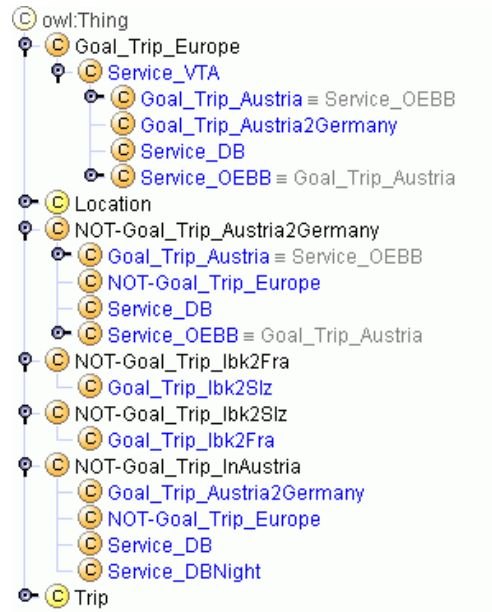 C owl:Thing
C Goal_Trip_Europe
C Service_VTA
C Goal_Trip_Austria ≡ Service_OEBB
C Goal_Trip_Austria2Germany
C Service_DB
C Service_OEBB ≡ Goal_Trip_Austria
C Location
C NOT-Goal_Trip_Austria2Germany
C Goal_Trip_Austria ≡ Service_OEBB
C NOT-Goal_Trip_Europe
C Service_DB
C Service_OEBB ≡ Goal_Trip_Austria
C NOT-Goal_Trip_Ibk2Fra
C Goal_Trip_Ibk2Slz
C NOT-Goal_Trip_Ibk2Slz
C Goal_Trip_Ibk2Fra
C NOT-Goal_Trip_InAustria
C Goal_Trip_Austria2Germany
C NOT-Goal_Trip_Europe
C Service_DB
C Service_DBNight
C Trip